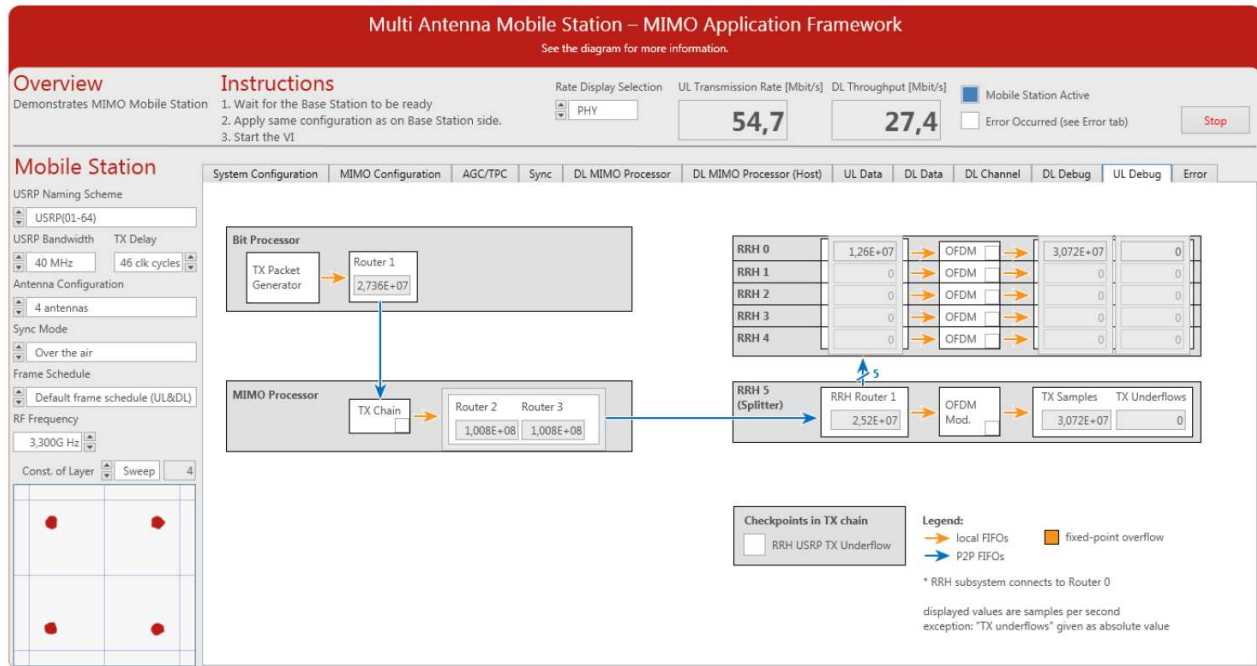 Multi Antenna Mobile Station – MIMO Application Framework
See the diagram for more information.
Overview
Demonstrates MIMO Mobile Station
Instructions
1. Wait for the Base Station to be ready
2. Apply same configuration as on Base Station side.
3. Start the VI
Rate Display Selection
PHY
UL Transmission Rate [Mbit/s]
54,7
DL Throughput [Mbit/s]
27,4
Mobile Station Active
Error Occurred (see Error tab)
Stop
Mobile Station
USRP Naming Scheme
USRP(01-64)
USRP Bandwidth TX Delay
40 MHz 46 clk cycles
Antenna Configuration
4 antennas
Sync Mode
Over the air
Frame Schedule
Default frame schedule (UL&DL)
RF Frequency
3,300G Hz
Const. of Layer Sweep 4
System Configuration MIMO Configuration AGC/TPC Sync DL MIMO Processor DL MIMO Processor (Host) UL Data DL Data DL Channel DL Debug UL Debug Error
Bit Processor
TX Packet
Generator
Router 1
2,736E+07
MIMO Processor
TX Chain
Router 2 Router 3
1,008E+08 1,008E+08
RRH 0 1,26E+07 OFDM 3,072E+07 0
RRH 1 0 OFDM 0 0
RRH 2 0 OFDM 0 0
RRH 3 0 OFDM 0 0
RRH 4 0 OFDM 0 0
5
RRH 5
(Splitter)
RRH Router 1
2,52E+07
OFDM
Mod.
TX Samples TX Underflows
3,072E+07 0
Checkpoints in TX chain
RRH USRP TX Underflow
Legend:
local FIFOs
P2P FIFOs
fixed-point overflow
* RRH subsystem connects to Router 0
displayed values are samples per second
exception: "TX underflows" given as absolute value